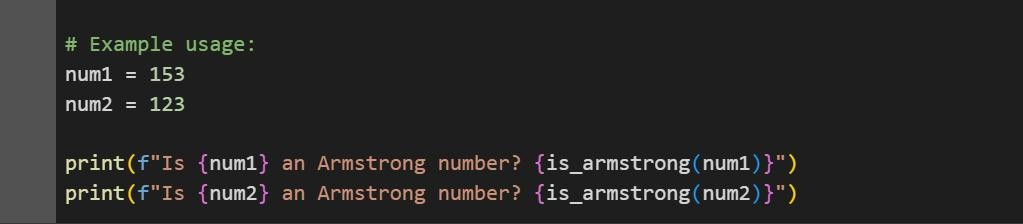 # Example usage:
num1 = 153
num2 = 123
print(f"Is {num1} an Armstrong number? {is_armstrong(num1)}")
print(f"Is {num2} an Armstrong number? {is_armstrong(num2)}")